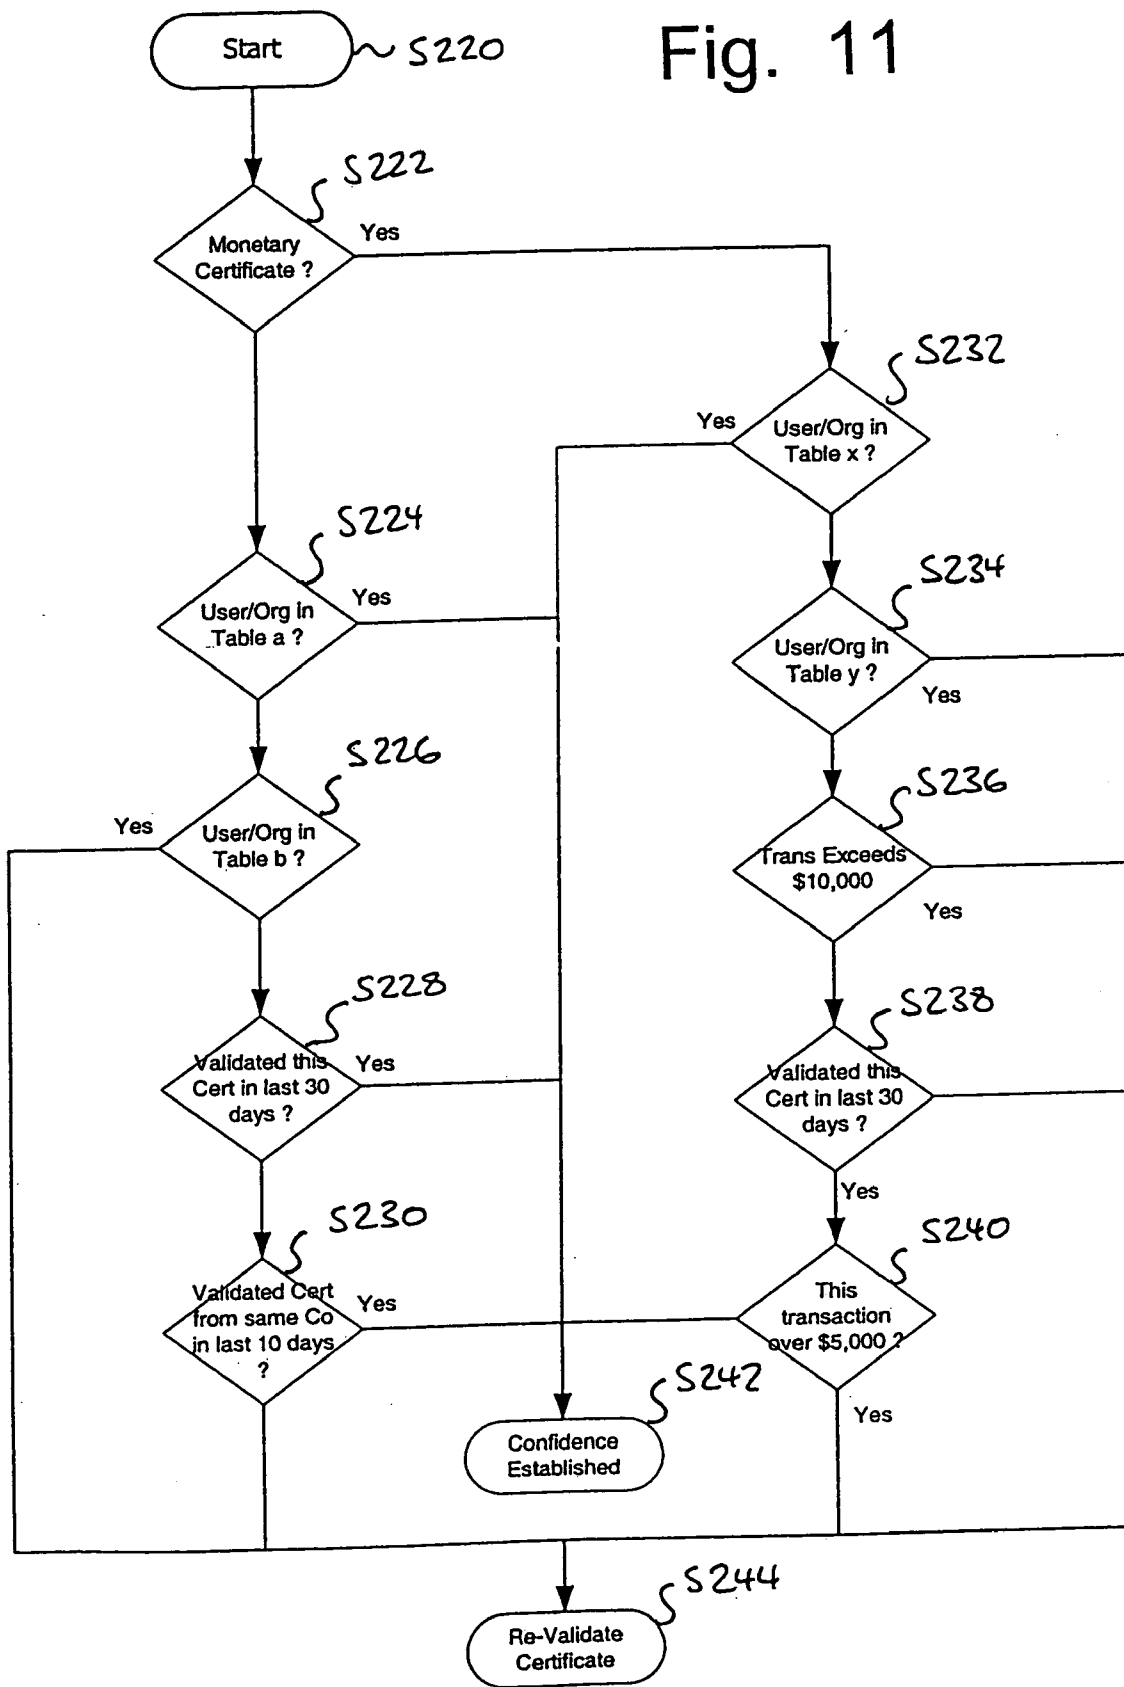 Fig. 11
Start
S220
S222
Monetary
Certificate ?
Yes
S232
User/Org in
Table x ?
Yes
S224
User/Org in
Table a ?
Yes
S234
User/Org in
Table y ?
Yes
S226
User/Org in
Table b ?
Yes
S236
Trans Exceeds
$10,000
Yes
S228
Validated this
Cert in last 30
days ?
Yes
S238
Validated this
Cert in last 30
days ?
Yes
S230
Validated Cert
from same Co
in last 10 days
?
Yes
S240
This
transaction
over $5,000 ?
Yes
S242
Confidence
Established
S244
Re-Validate
Certificate